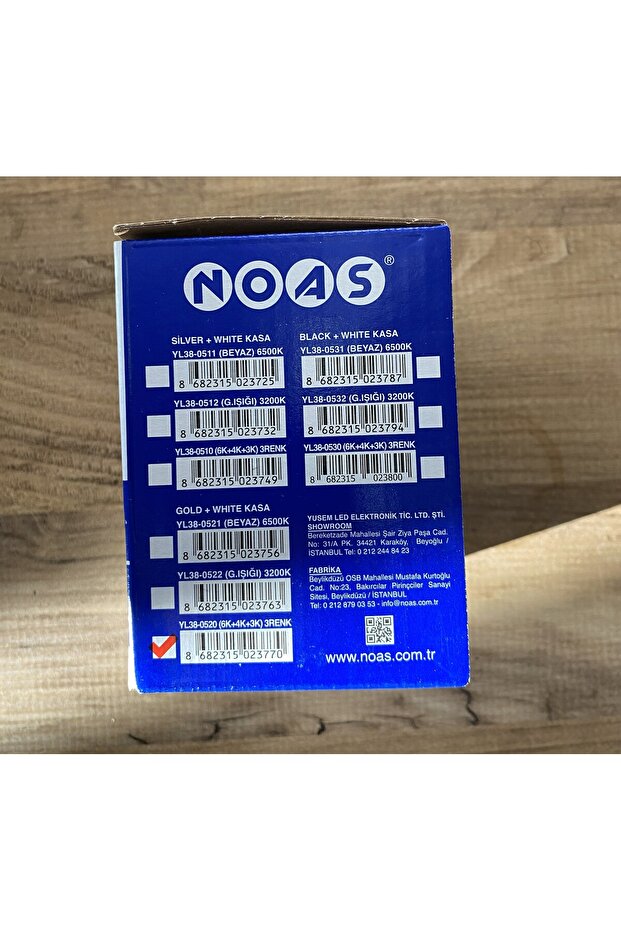 NOAS®
SİLVER + WHITE KASA
YL38-0511 (BEYAZ) 6500K
8 682315 023725
YL38-0512 (G.IŞIĞI) 3200K
8 682315 023732
YL38-0510 (6K+4K+3K) 3RENK
8 682315 023749
GOLD + WHITE KASA
YL38-0521 (BEYAZ) 6500K
8 682315 023756
YL38-0522 (G.IŞIĞI) 3200K
8 682315 023763
YL38-0520 (6K+4K+3K) 3RENK
8 682315 023770
BLACK + WHITE KASA
YL38-0531 (BEYAZ) 6500K
8 682315 023787
YL38-0532 (G.IŞIĞI) 3200K
8 682315 023794
YL38-0530 (6K+4K+3K) 3RENK
8 682315 023800
YUSEM LED ELEKTRONİK TİC. LTD. ŞTİ.
SHOWROOM
Bereketzade Mahallesi Şair Ziya Paşa Cad.
No: 31/A PK. 34421 Karaköy, Beyoğlu /
İSTANBUL Tel: 0 212 244 84 23
FABRİKA
Beylikdüzü OSB Mahallesi Mustafa Kurtoğlu
Cad. No:23, Bakırcılar Pirinççiler Sanayi
Sitesi, Beylikdüzü / İSTANBUL
Tel: 0 212 879 03 53 - info@noas.com.tr
www.noas.com.tr